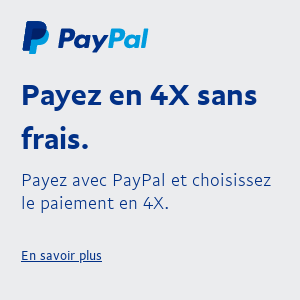 PayPal
Payez en 4X sans
frais.
Payez avec PayPal et choisissez
le paiement en 4X.
En savoir plus